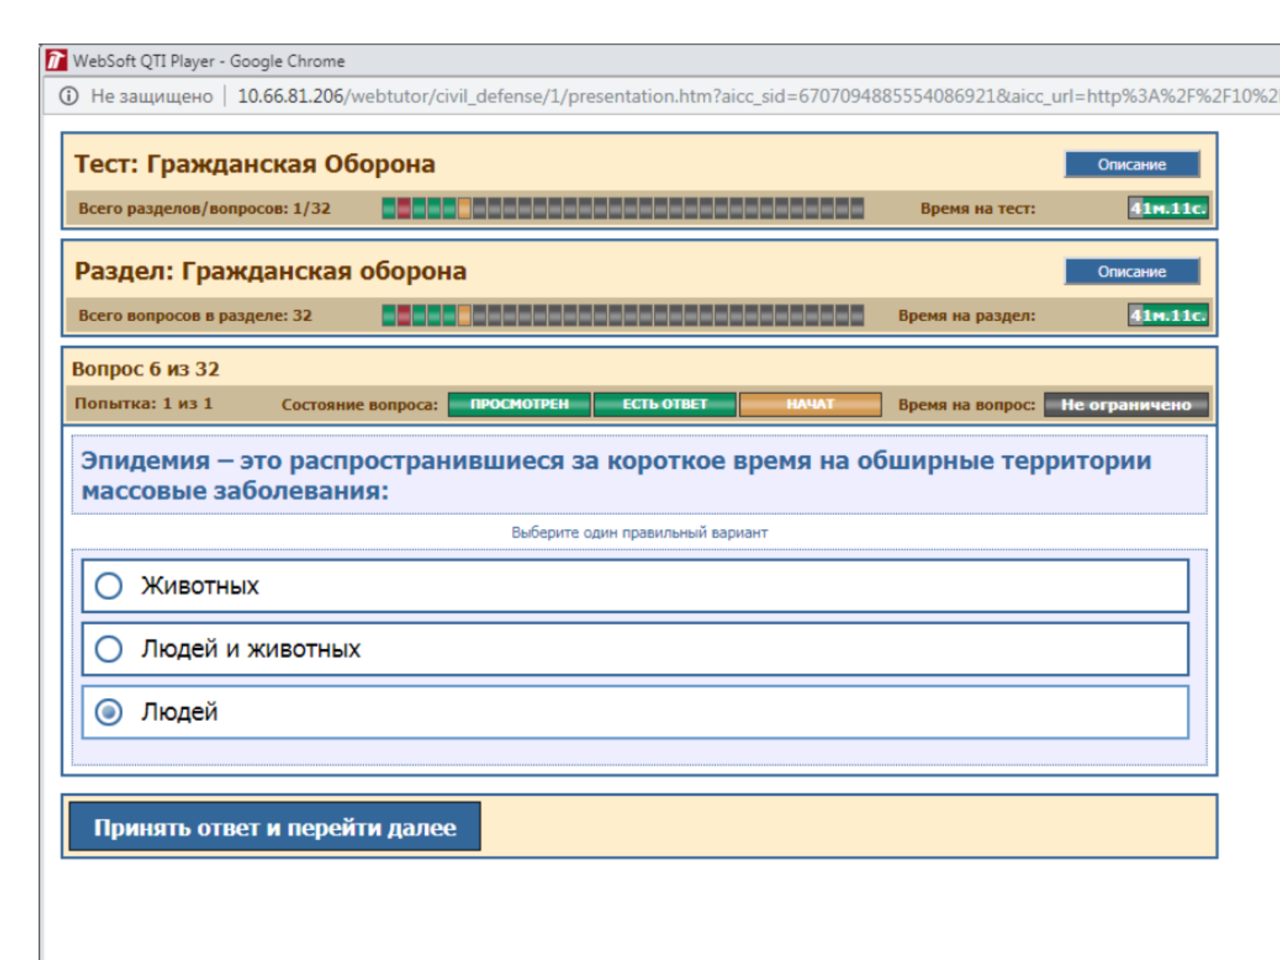 WebSoft QTI Player - Google Chrome
Не защищено | 10.66.81.206/webtutor/civil_defense/1/presentation.htm?aicc_sid=6707094885554086921&aicc_url=http%3A%2F%2F10%2
Тест: Гражданская Оборона
Описание
Всего разделов/вопросов: 1/32
Время на тест:
41м.11с.
Раздел: Гражданская оборона
Описание
Всего вопросов в разделе: 32
Время на раздел:
41м.11с.
Вопрос 6 из 32
Попытка: 1 из 1
Состояние вопроса:
ПРОСМОТРЕН
ЕСТЬ ОТВЕТ
НАЧАТ
Время на вопрос:
Не ограничено
Эпидемия – это распространившиеся за короткое время на обширные территории
массовые заболевания:
Выберите один правильный вариант
Животных
Людей и животных
Людей
Принять ответ и перейти далее